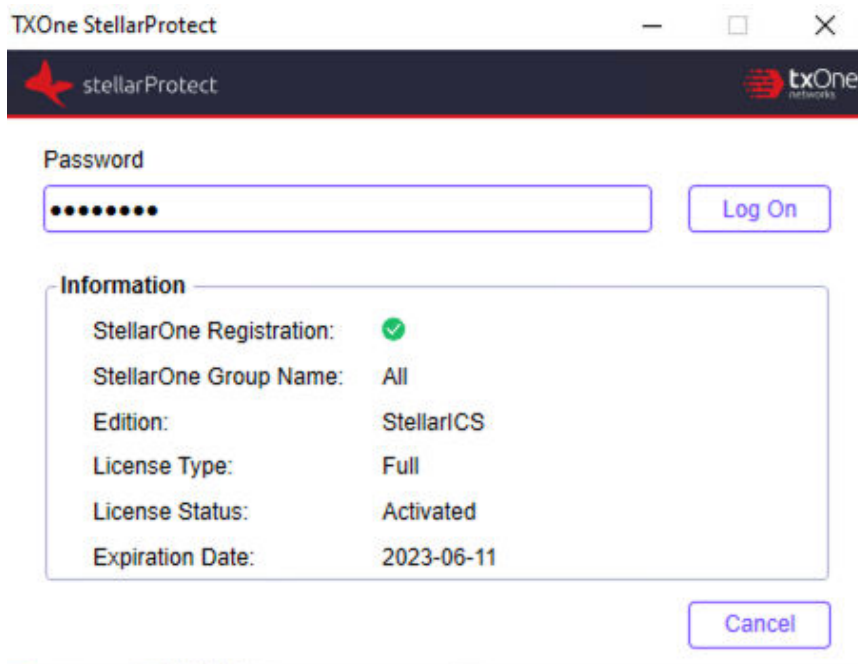 TXOne StellarProtect
stellarProtect
txOne
networks
Password
Log On
Information
StellarOne Registration:
StellarOne Group Name: All
Edition: StellarICS
License Type: Full
License Status: Activated
Expiration Date: 2023-06-11
Cancel